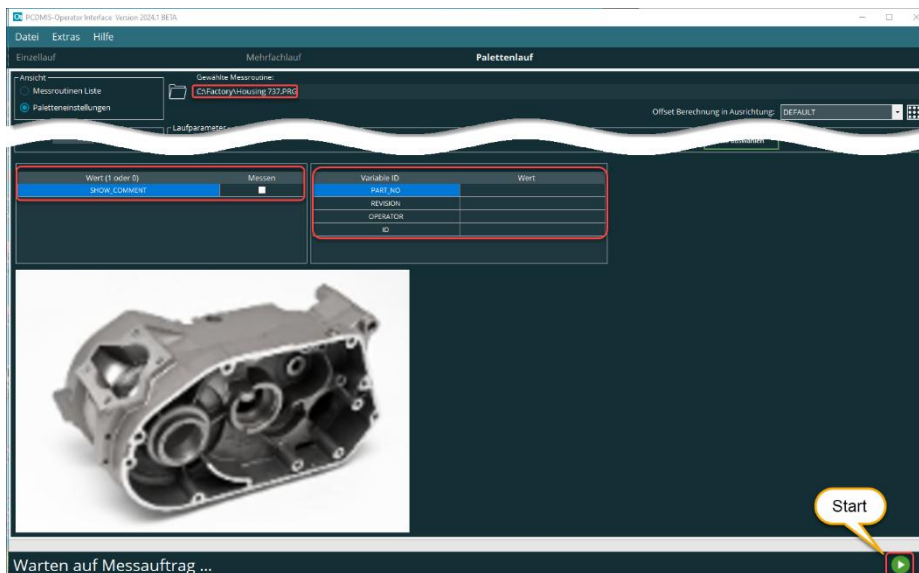 PCDMIS-Operator Interface Version 2024.1 BETA
Datei Extras Hilfe
Einzellauf Mehrfachlauf Palettenlauf
Ansicht
Messroutinen Liste
Paletteneinstellungen
Gewählte Messroutine:
C:\Factory\Housing 737.PRG
Offset Berechnung in Ausrichtung: DEFAULT
Laufparameter
Wert (1 oder 0) Messen
SHOW_COMMENT
Variable ID Wert
PART_NO
REVISION
OPERATOR
ID
Start
Warten auf Messauftrag ...